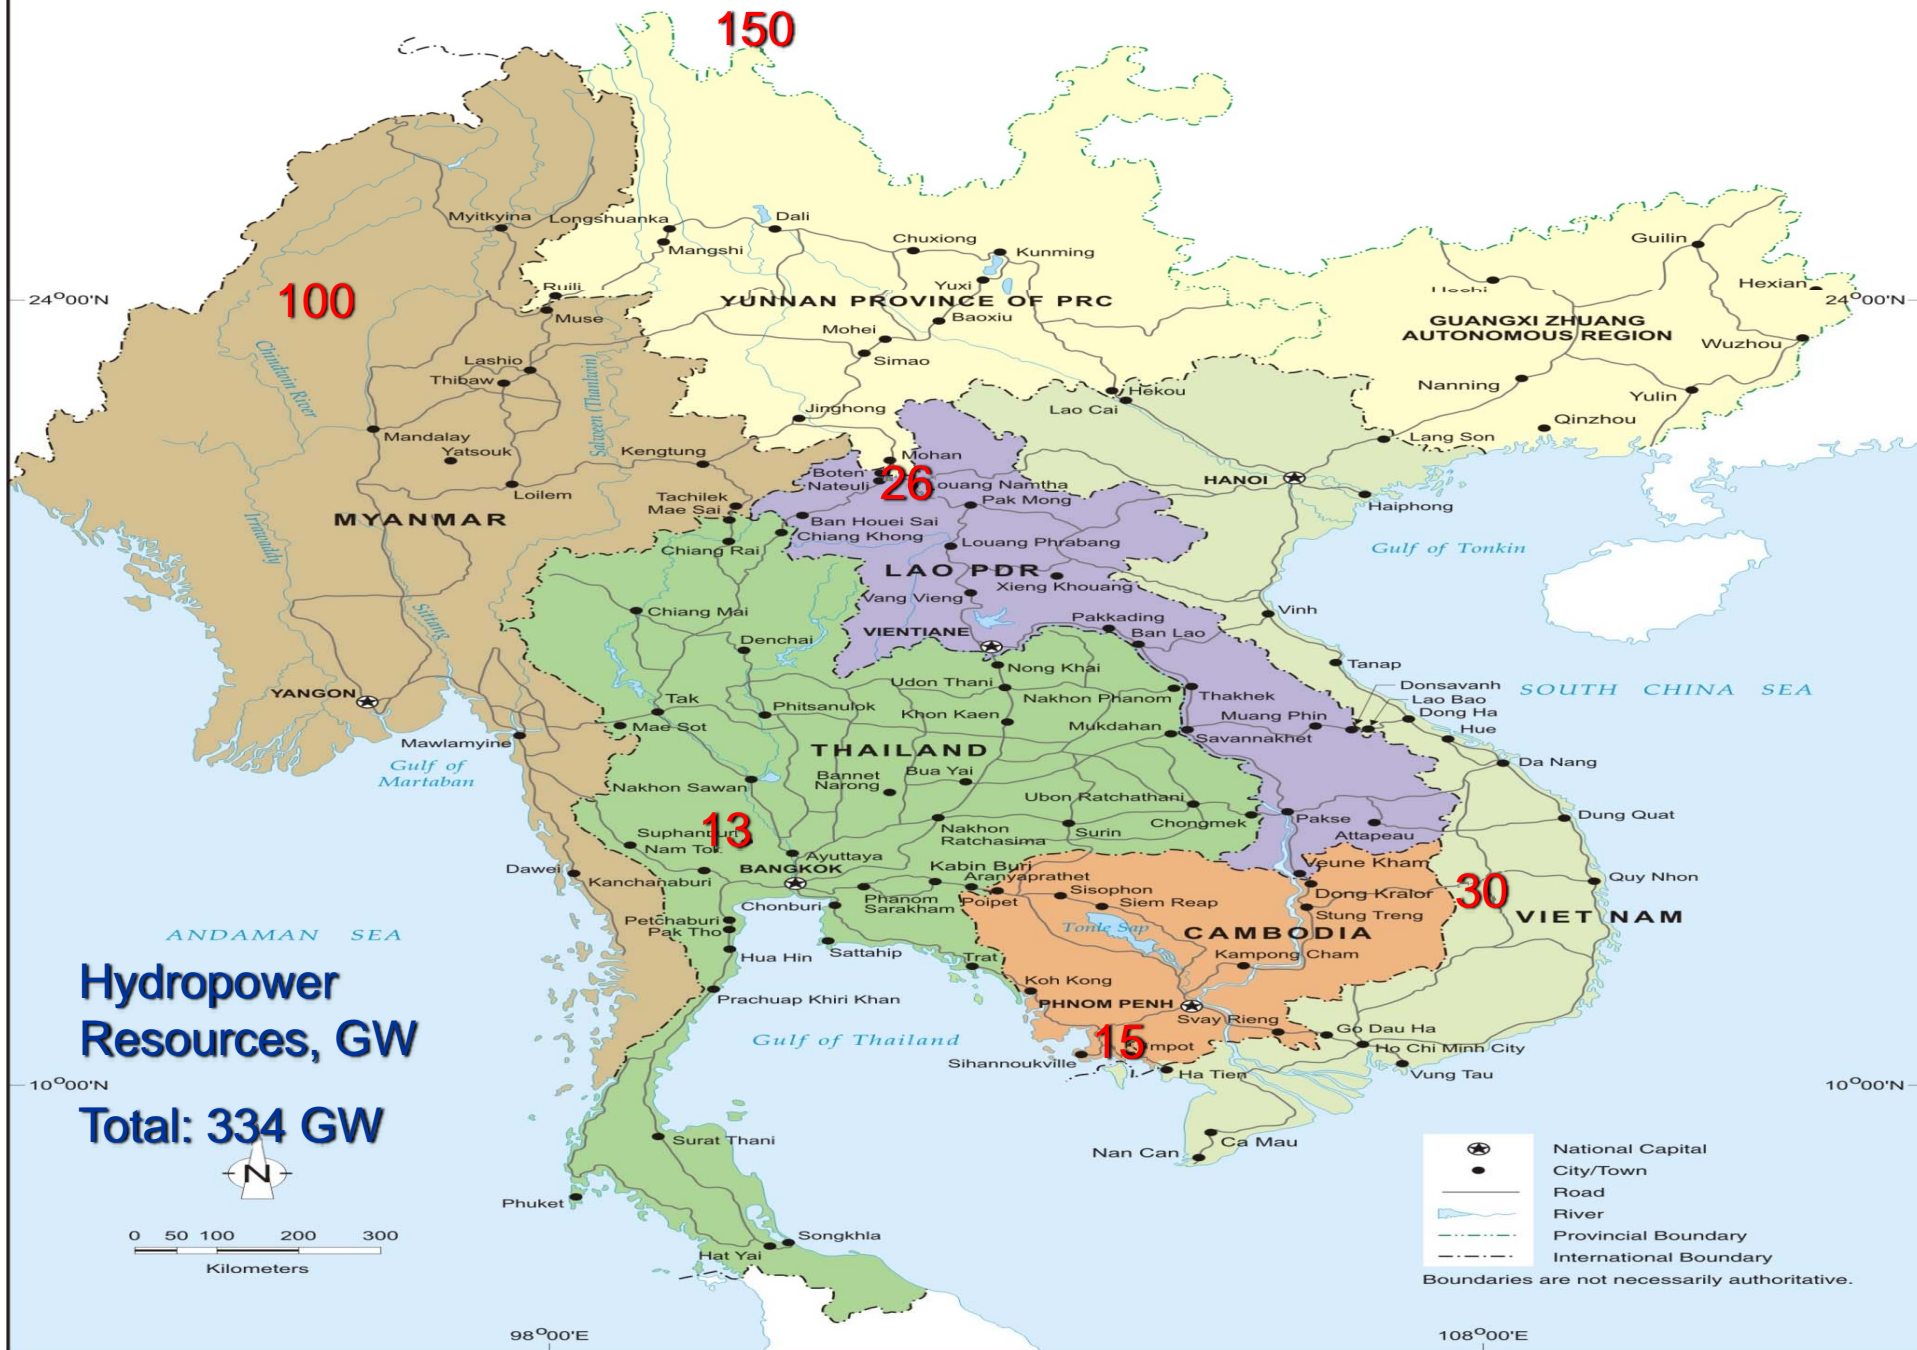 150
Myitkyina
Longshuanka
Dali
Mangshi
Chuxiong
Kunming
Guilin
24°00'N
100
Ruili
Muse
Yuxi
YUNNAN PROVINCE OF PRC
Baoxiu
Hexian
24°00'N
GUANGXI ZHUANG
AUTONOMOUS REGION
Wuzhou
Mohei
Simao
Chindwin River
Lashio
Thibaw
Salween (Thanlwin)
Nanning
Yulin
Hekou
Lao Cai
Jinghong
Qinzhou
Lang Son
Mandalay
Yatsouk
Kengtung
Loilem
Mohan
Boten
Nateuli
26
Louang Namtha
Pak Mong
HANOI
Haiphong
Tachilek
Mae Sai
Irrawaddy
MYANMAR
Ban Houei Sai
Chiang Khong
Chiang Rai
Louang Phrabang
Gulf of Tonkin
LAO PDR
Xieng Khouang
Vang Vieng
Sittang
Chiang Mai
Denchai
VIENTIANE
Pakkading
Ban Lao
Vinh
Nong Khai
Udon Thani
Nakhon Phanom
Thakhek
Tanap
Donsavanh
Lao Bao
Dong Ha
Hue
SOUTH CHINA SEA
YANGON
Tak
Mae Sot
Phitsanulok
Khon Kaen
Mukdahan
Muang Phin
Savannakhet
Mawlamyine
Gulf of
Martaban
THAILAND
Da Nang
Nakhon Sawan
Bannet
Narong
Bua Yai
Ubon Ratchathani
Chongmek
Pakse
Attapeau
Dung Quat
13
Nam Tok
Nakhon
Ratchasima
Surin
Ayuttaya
BANGKOK
Dawei
Kanchanaburi
Kabin Buri
Aranyaprathet
Veune Kham
Dong Kralor
30
Quy Nhon
Chonburi
Phanom
Sarakham
Poipet
Sisophon
Siem Reap
Stung Treng
VIET NAM
Petchaburi
Pak Tho
Tonle Sap
CAMBODIA
ANDAMAN SEA
Hua Hin
Sattahip
Trat
Kampong Cham
Hydropower
Resources, GW
Koh Kong
Prachuap Khiri Khan
PHNOM PENH
Svay Rieng
Go Dau Ha
Gulf of Thailand
15
Ho Chi Minh City
Sihannoukville
Ha Tien
Vung Tau
10°00'N
10°00'N
Total: 334 GW
Surat Thani
Nan Can
Ca Mau
N
Phuket
0 50 100 200 300
Kilometers
Songkhla
Hat Yai
National Capital
City/Town
Road
River
Provincial Boundary
International Boundary
Boundaries are not necessarily authoritative.
98°00'E
108°00'E